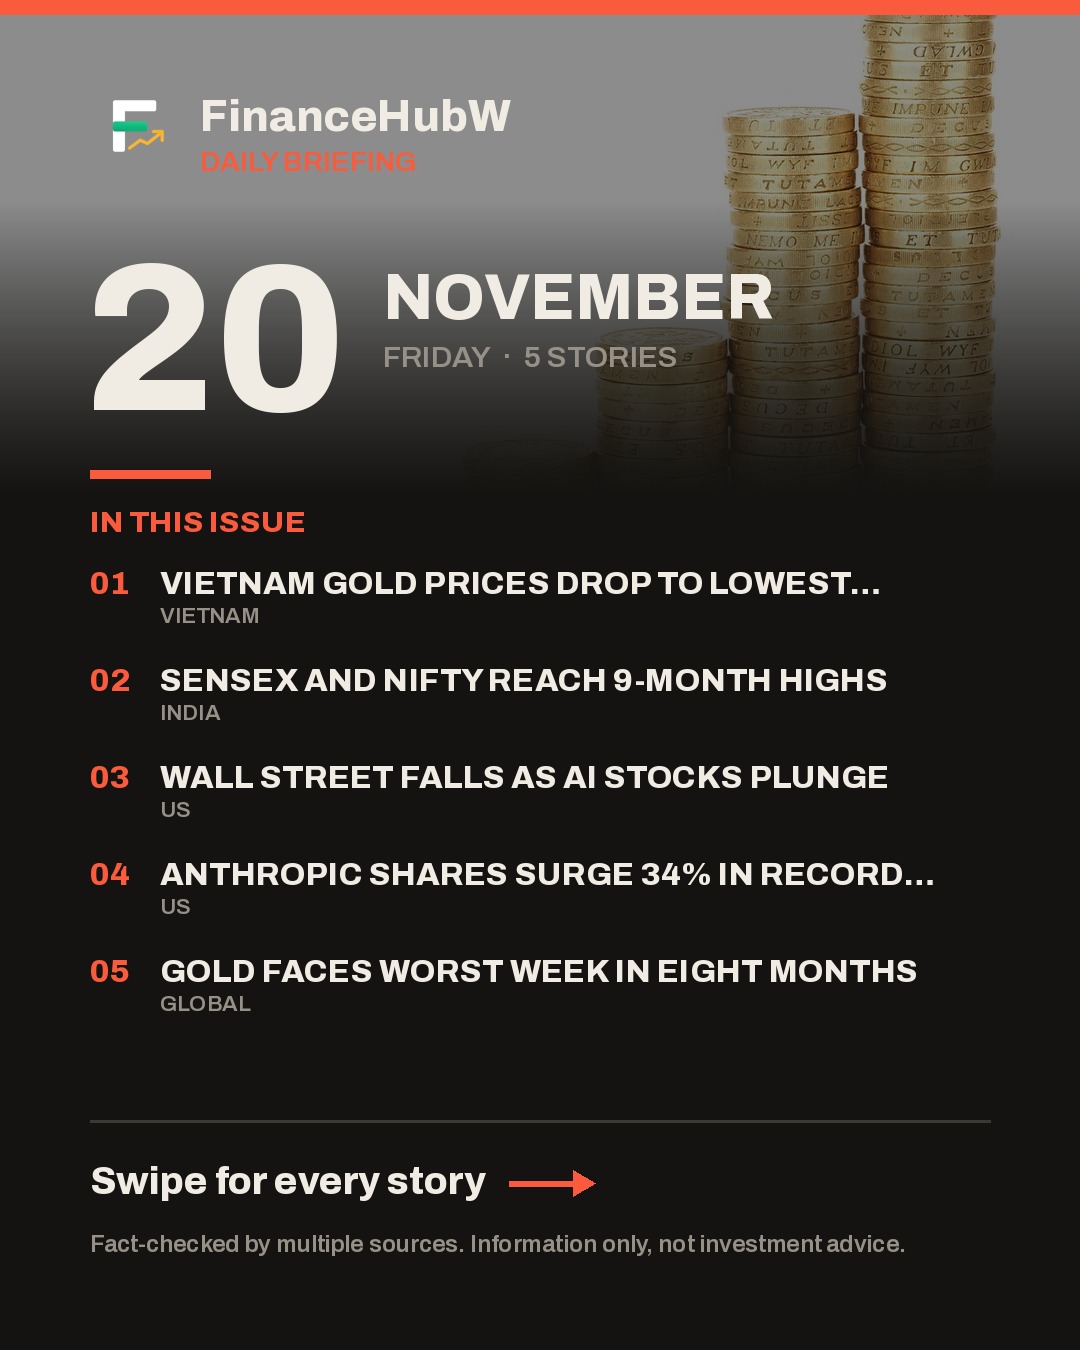 FinanceHubW
DAILY BRIEFING
20
NOVEMBER
FRIDAY · 5 STORIES
IN THIS ISSUE
01 VIETNAM GOLD PRICES DROP TO LOWEST...
VIETNAM
02 SENSEX AND NIFTY REACH 9-MONTH HIGHS
INDIA
03 WALL STREET FALLS AS AI STOCKS PLUNGE
US
04 ANTHROPIC SHARES SURGE 34% IN RECORD...
US
05 GOLD FACES WORST WEEK IN EIGHT MONTHS
GLOBAL
Swipe for every story
Fact-checked by multiple sources. Information only, not investment advice.